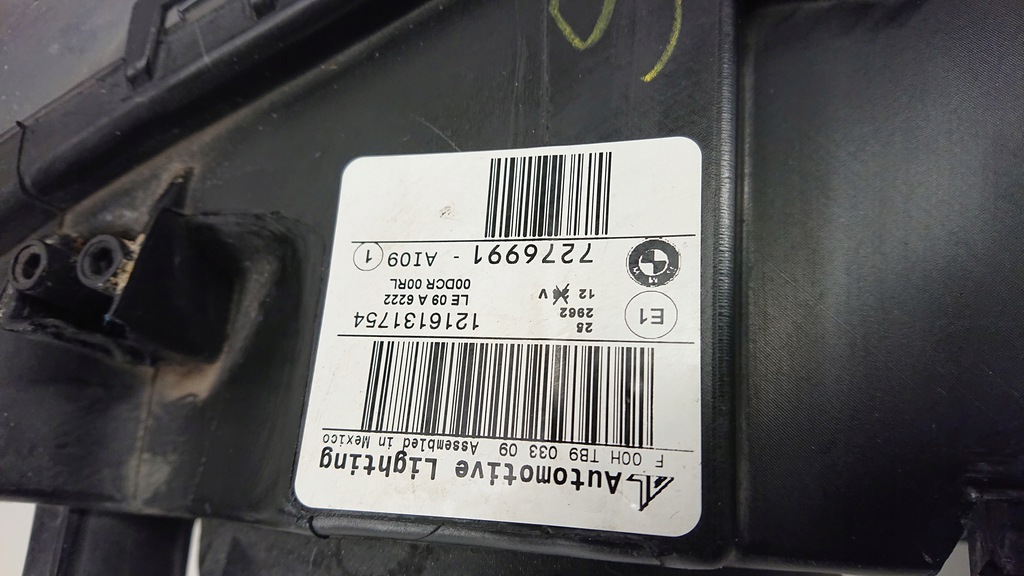 Automotive Lighting
F 00H TB9 033 09 Assembled in Mexico
E1
25
2962
12 V
1216131754
LE 09 A 6222
00DCR 00RL
BMW
7276991 - AI09 1